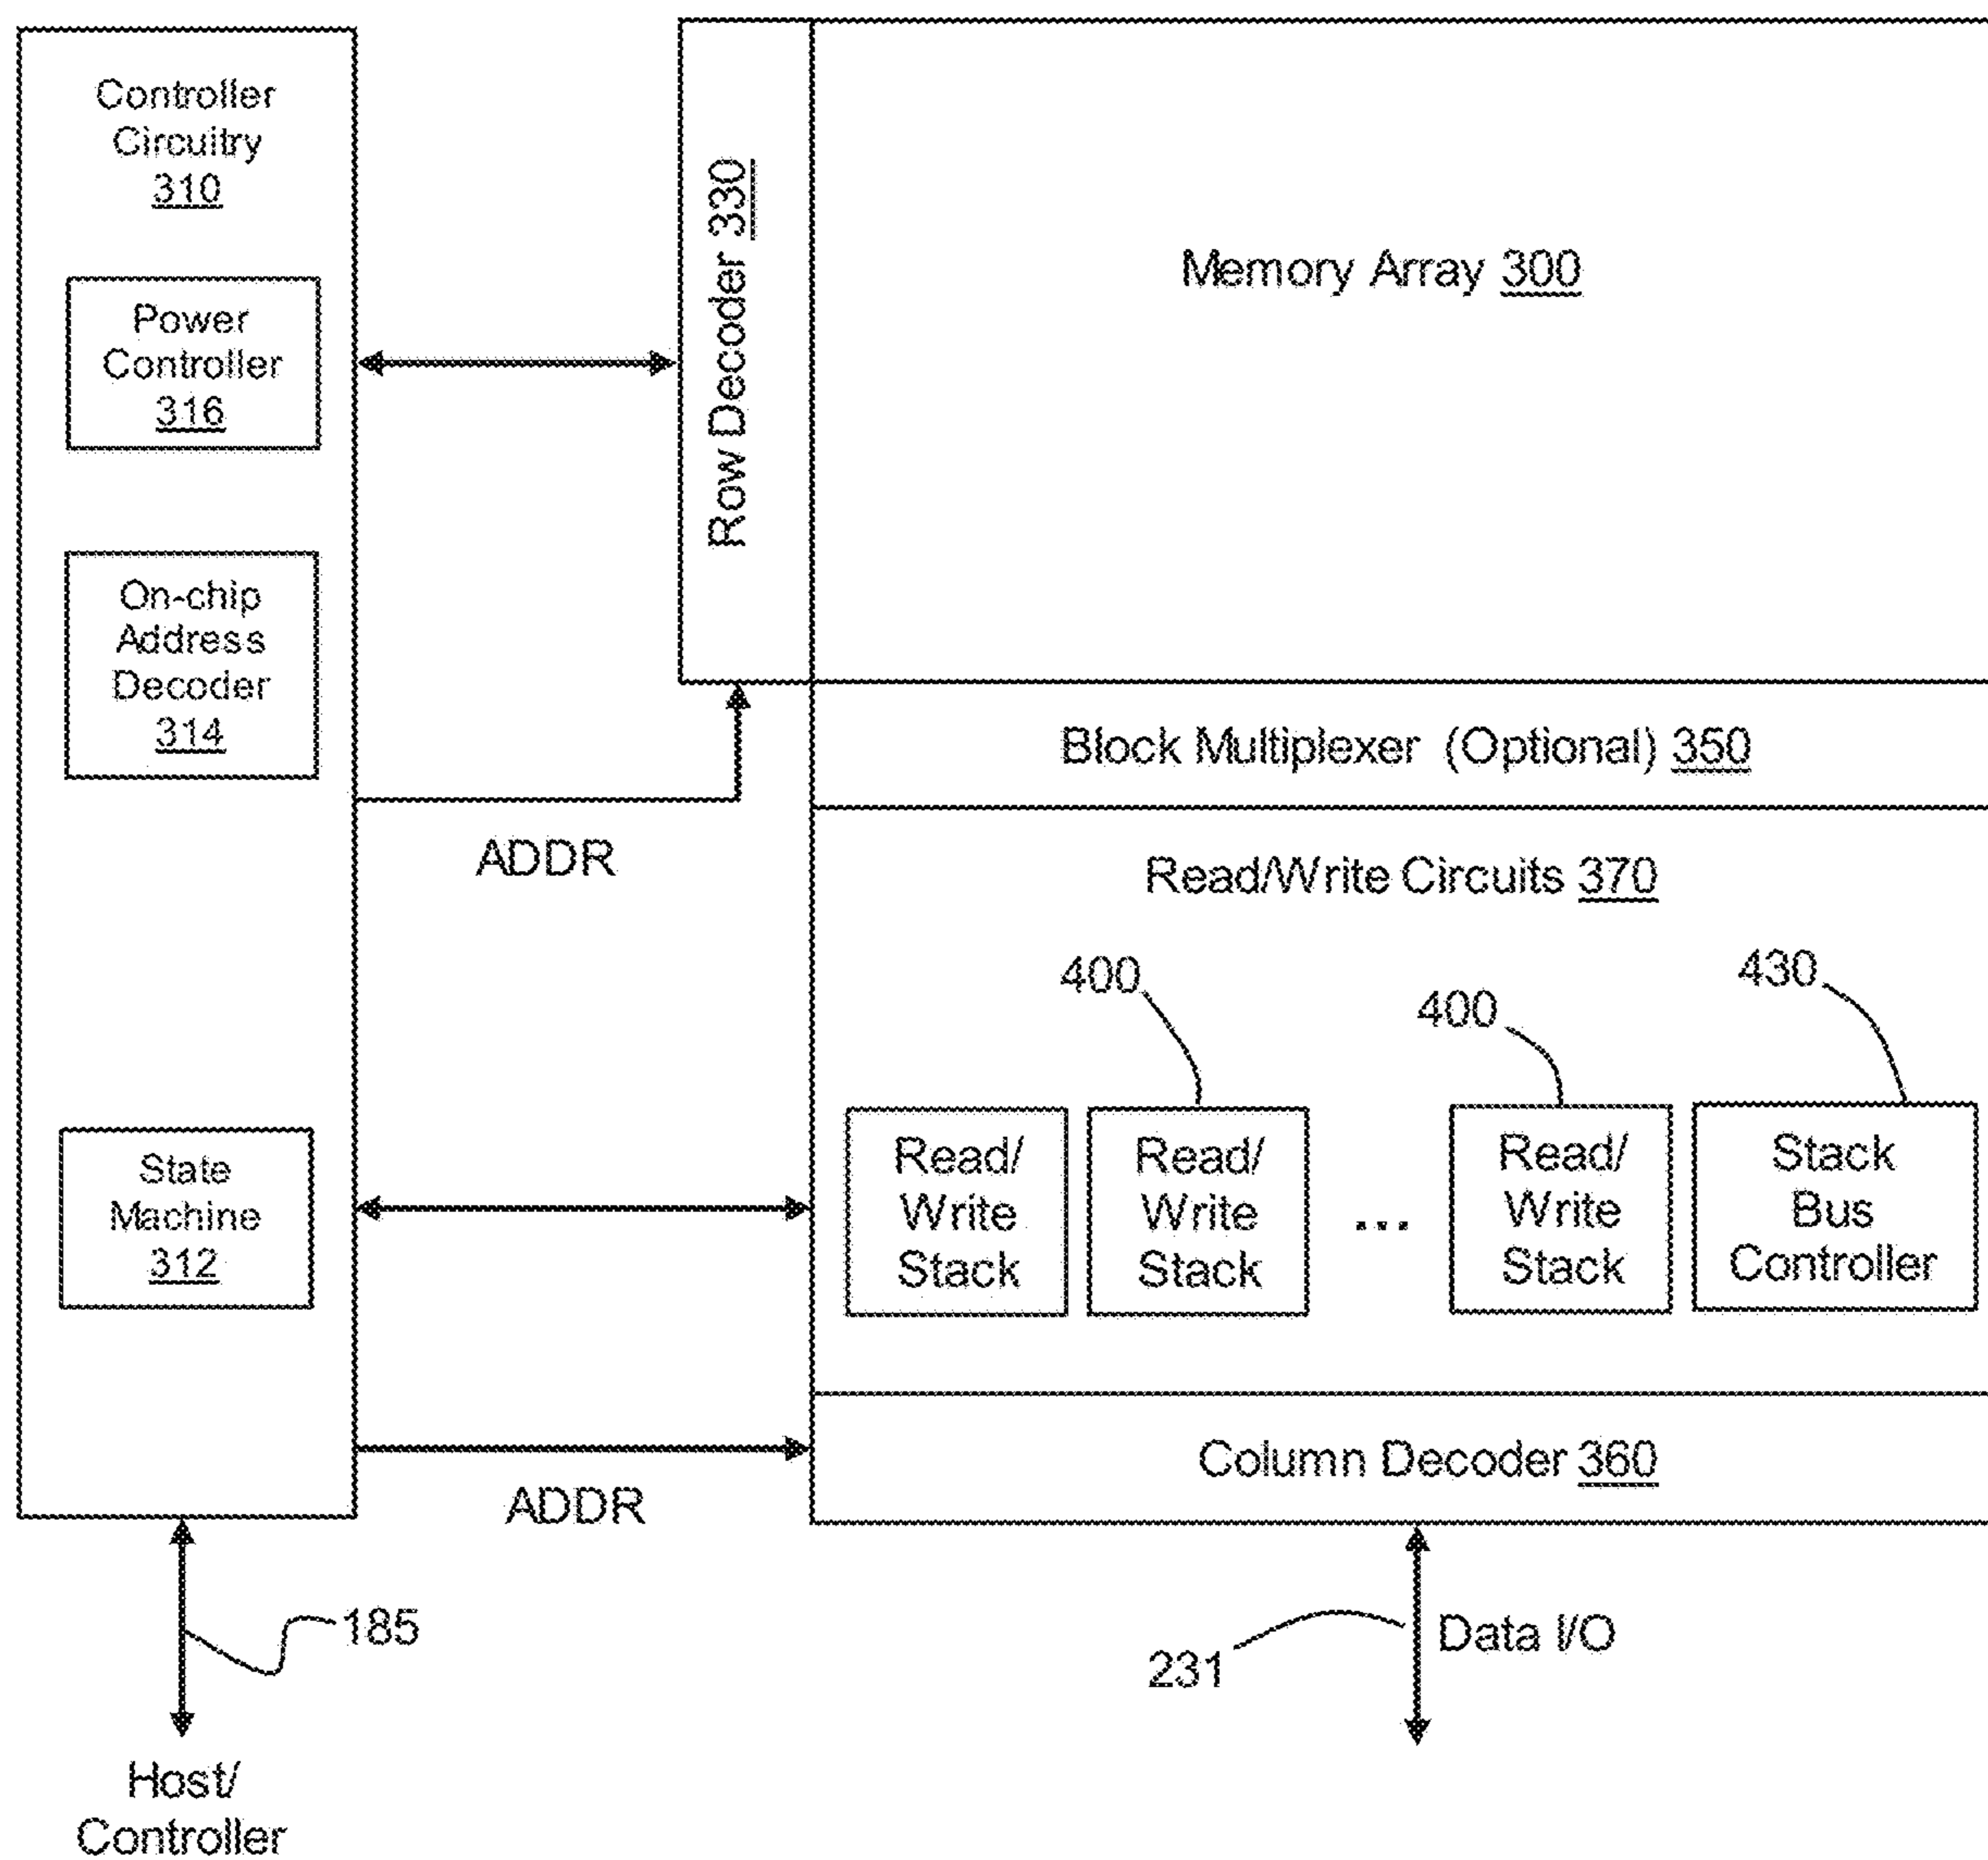 Controller
Circuitry
310
Power
Controller
316
On-chip
Address
Decoder
314
State
Machine
312
Row Decoder 330
Memory Array 300
Block Multiplexer (Optional) 350
ADDR
Read/Write Circuits 370
400
400
430
Read/
Write
Stack
Read/
Write
Stack
...
Read/
Write
Stack
Stack
Bus
Controller
Column Decoder 360
ADDR
185
231
Data I/O
Host/
Controller